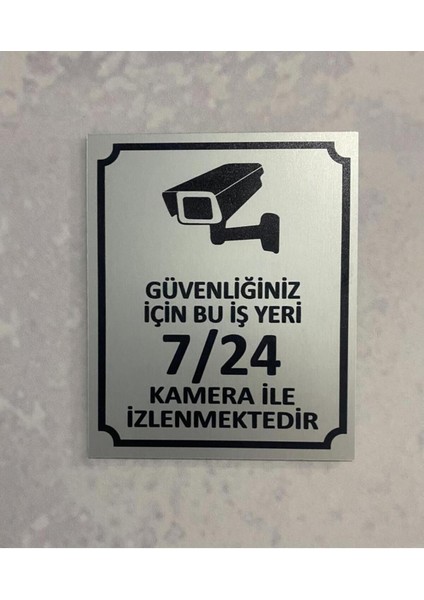 GÜVENLİĞİNİZ
İÇİN BU İŞ YERİ
7/24
KAMERA İLE
İZLENMEKTEDİR